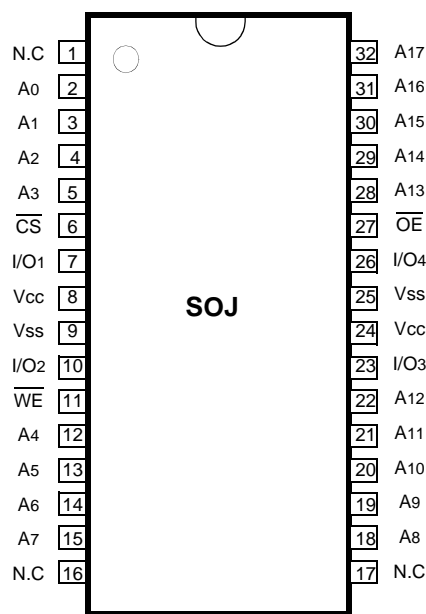 N.C 1 32 A17
A0 2 31 A16
A1 3 30 A15
A2 4 29 A14
A3 5 28 A13
C̅S̅ 6 27 O̅E̅
I/O1 7 26 I/O4
Vcc 8 25 Vss
SOJ
Vss 9 24 Vcc
I/O2 10 23 I/O3
W̅E̅ 11 22 A12
A4 12 21 A11
A5 13 20 A10
A6 14 19 A9
A7 15 18 A8
N.C 16 17 N.C